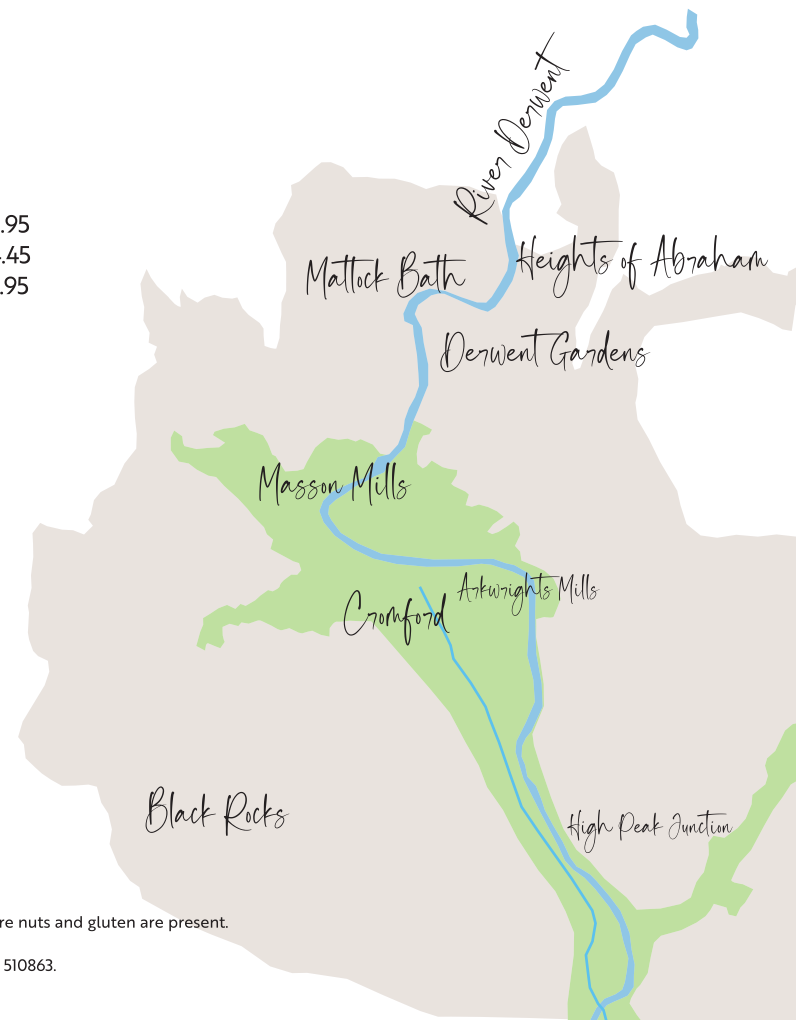 River Derwent
.95
.45
.95
Heights of Abraham
Matlock Bath
Derwent Gardens
Masson Mills
Arkwrights Mills
Cromford
Black Rocks
High Peak Junction
re nuts and gluten are present.
510863.